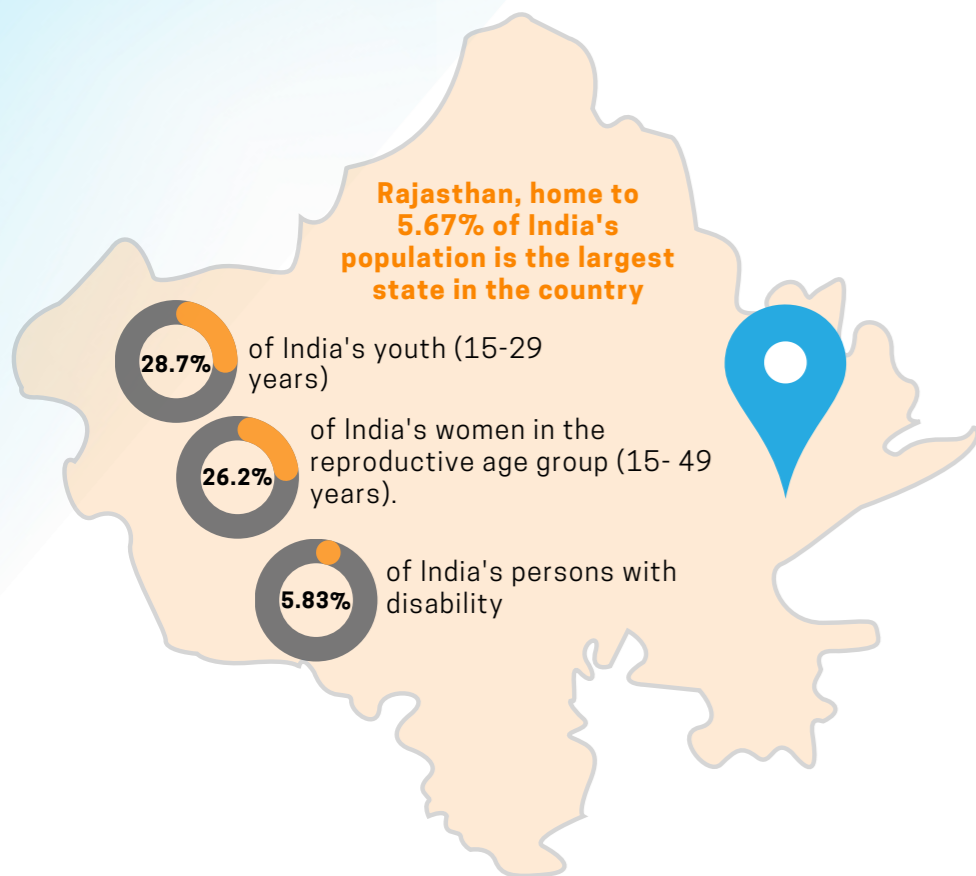 Rajasthan, home to
5.67% of India's
population is the largest
state in the country
28.7%
of India's youth (15-29
years)
26.2%
of India's women in the
reproductive age group (15- 49
years).
5.83%
of India's persons with
disability